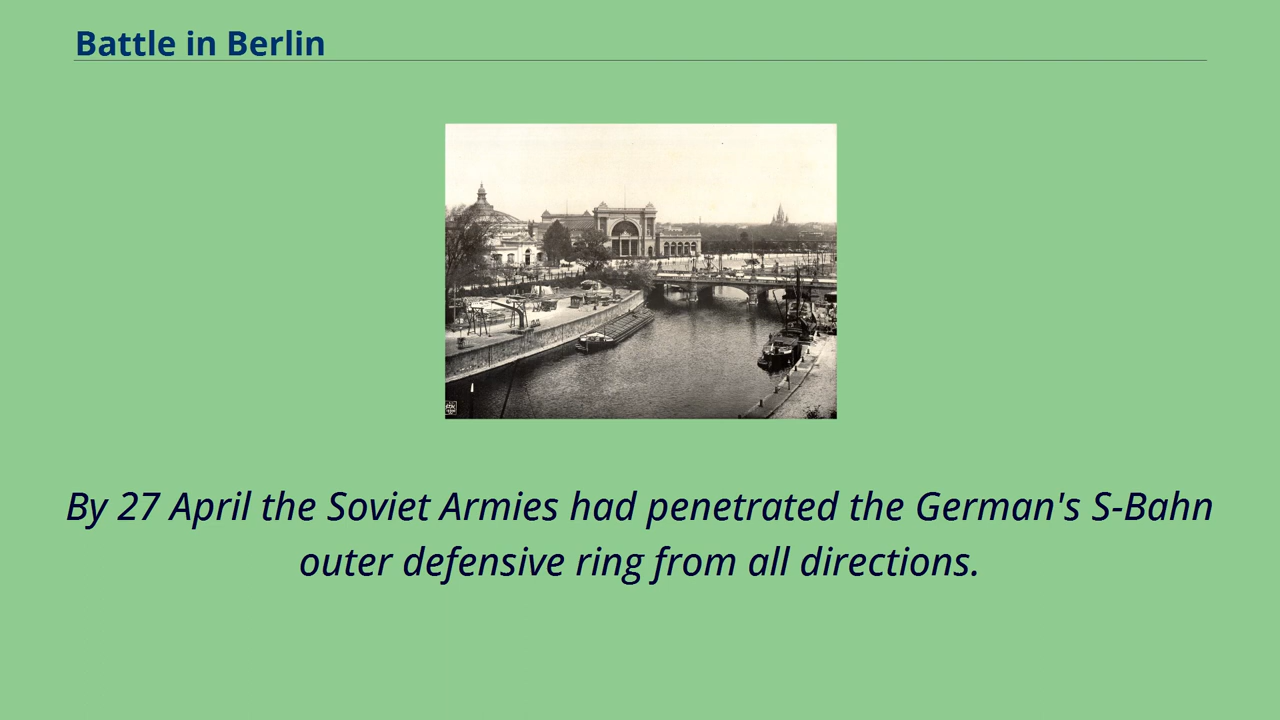 Battle in Berlin
By 27 April the Soviet Armies had penetrated the German's S-Bahn
outer defensive ring from all directions.